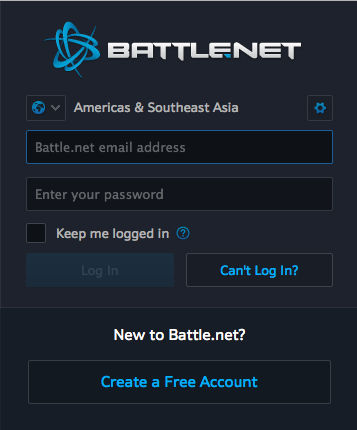 BATTLE.NET
Americas & Southeast Asia
Battle.net email address
Enter your password
Keep me logged in ?
Log In
Can't Log In?
New to Battle.net?
Create a Free Account